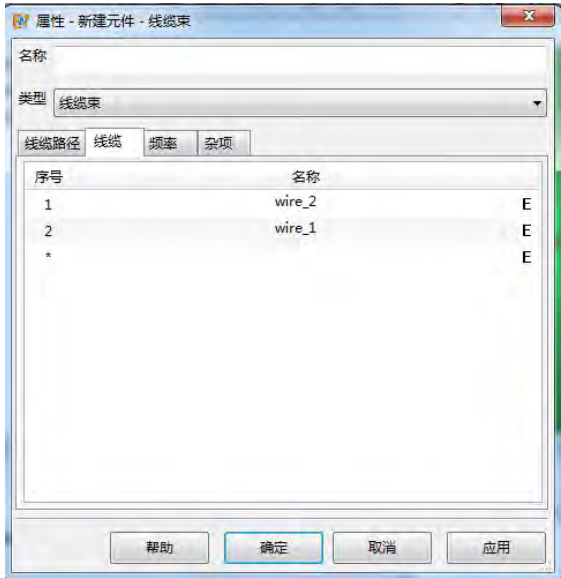 属性 - 新建元件 - 线缆束
名称
类型 线缆束
线缆路径 线缆 频率 杂项
序号 名称
1 wire_2 E
2 wire_1 E
* E
帮助 确定 取消 应用